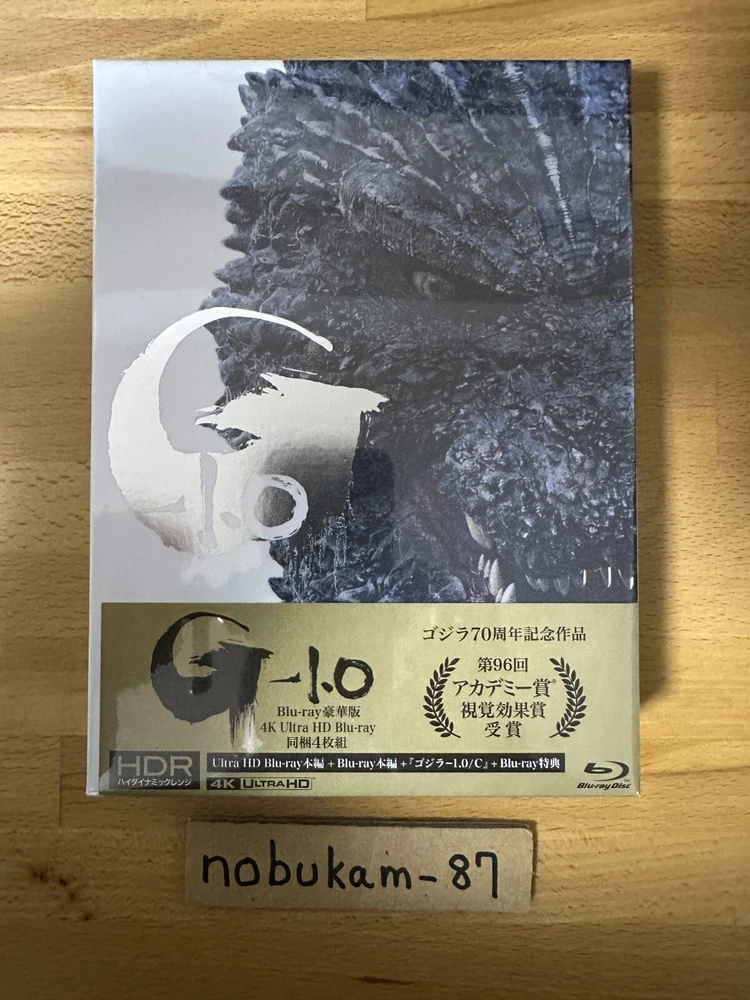 G
-1.0
G-1.0
Blu-ray豪華版
4K Ultra HD Blu-ray
同梱4枚組
ゴジラ70周年記念作品
第96回
アカデミー賞®
視覚効果賞
受賞
HDR
ハイダイナミックレンジ
Ultra HD Blu-ray本編+Blu-ray本編+『ゴジラ-1.0/C』+Blu-ray特典
4K ULTRA HD
Blu-ray Disc
nobukam-87